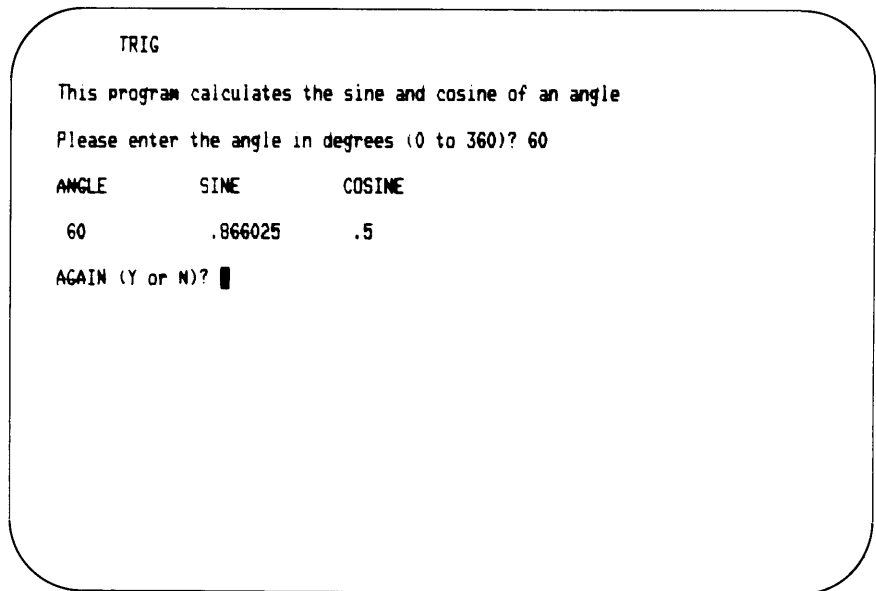 TRIG
This program calculates the sine and cosine of an angle
Please enter the angle in degrees (0 to 360)? 60
ANGLE SINE COSINE
60 .866025 .5
AGAIN (Y or N)?